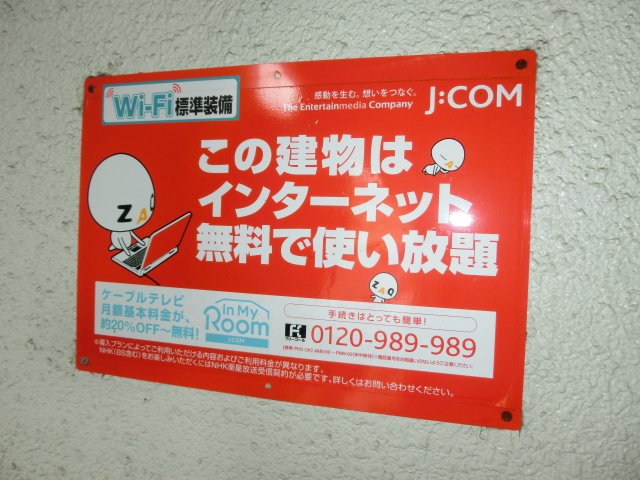 Wi-Fi 標準装備
感動を生む。想いをつなぐ。
The Entertainmedia Company
J:COM
この建物は
インターネット
無料で使い放題
ZAQ
ZAQ
ケーブルテレビ
月額基本料金が、
約20%OFF～無料!
In My
Room
J:COM
手続きはとっても簡単!
0120-989-989
※導入プランによってご利用いただける内容およびご利用料金が異なります。
NHK(BS含む)をお楽しみいただくにはNHK衛星放送受信契約が必要です。詳しくはお問い合わせください。